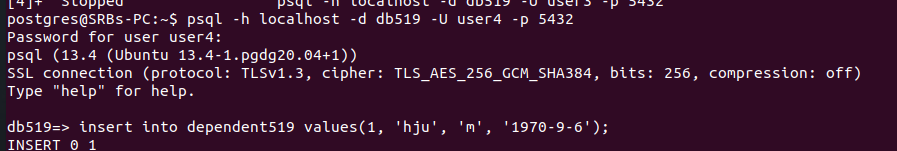 [4]+  Stopped                 psql -h localhost -d db519 -U user3 -p 5432
postgres@SRBs-PC:~$ psql -h localhost -d db519 -U user4 -p 5432
Password for user user4:
psql (13.4 (Ubuntu 13.4-1.pgdg20.04+1))
SSL connection (protocol: TLSv1.3, cipher: TLS_AES_256_GCM_SHA384, bits: 256, compression: off)
Type "help" for help.

db519=> insert into dependent519 values(1, 'hju', 'm', '1970-9-6');
INSERT 0 1